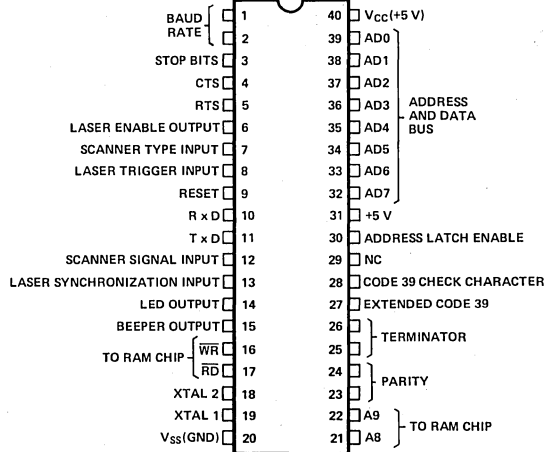 BAUD RATE 1 40 VCC(+5 V)
2 39 AD0
STOP BITS 3 38 AD1
CTS 4 37 AD2
RTS 5 36 AD3 ADDRESS AND DATA BUS
LASER ENABLE OUTPUT 6 35 AD4
SCANNER TYPE INPUT 7 34 AD5
LASER TRIGGER INPUT 8 33 AD6
RESET 9 32 AD7
R x D 10 31 +5 V
T x D 11 30 ADDRESS LATCH ENABLE
SCANNER SIGNAL INPUT 12 29 NC
LASER SYNCHRONIZATION INPUT 13 28 CODE 39 CHECK CHARACTER
LED OUTPUT 14 27 EXTENDED CODE 39
BEEPER OUTPUT 15 26 TERMINATOR
TO RAM CHIP WR 16 25
RD 17 24 PARITY
XTAL 2 18 23
XTAL 1 19 22 A9 TO RAM CHIP
VSS(GND) 20 21 A8